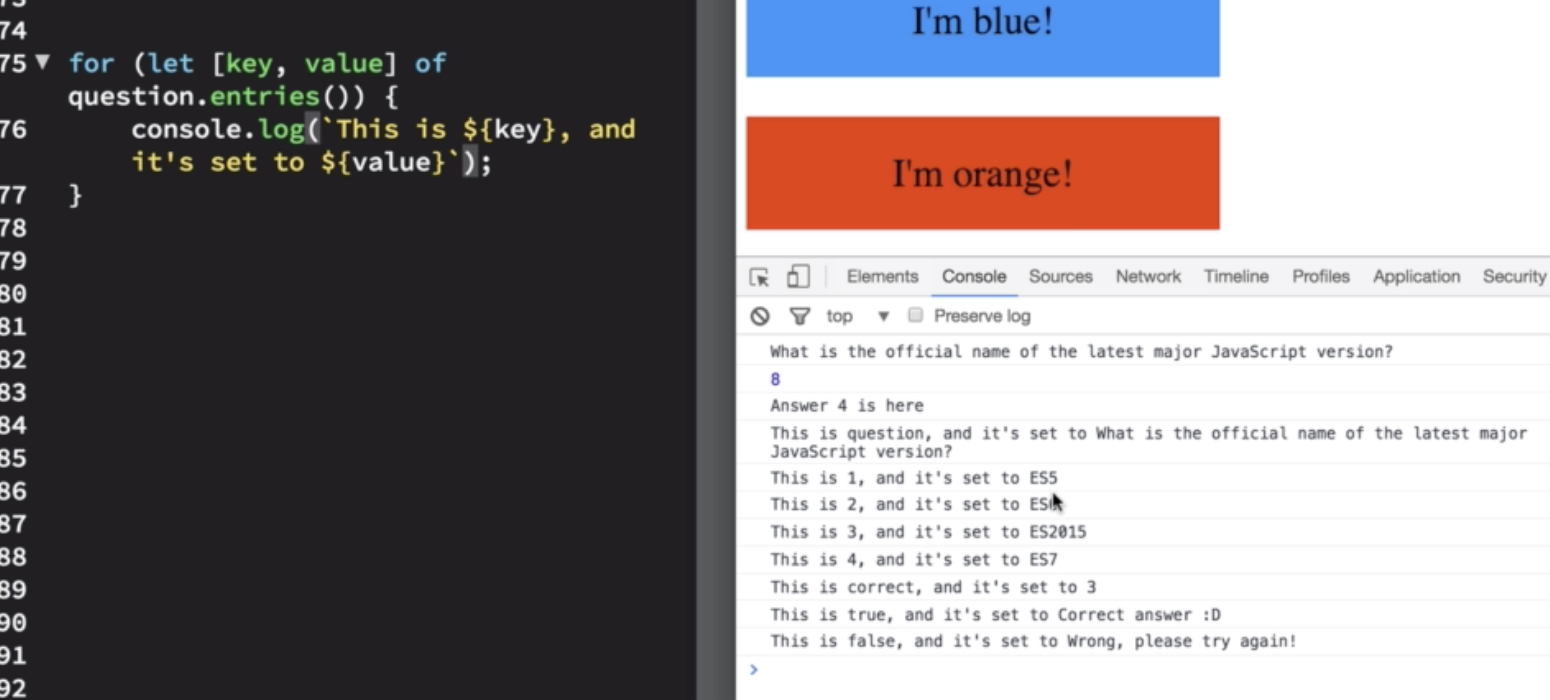 74
75 ▼ for (let [key, value] of
question.entries()) {
76 console.log(`This is ${key}, and
it's set to ${value}`);
77 }
78
79
80
81
82
83
84
85
86
87
88
89
90
91
92
I'm blue!
I'm orange!
Elements Console Sources Network Timeline Profiles Application Security
top ▼ Preserve log
What is the official name of the latest major JavaScript version?
8
Answer 4 is here
This is question, and it's set to What is the official name of the latest major
JavaScript version?
This is 1, and it's set to ES5
This is 2, and it's set to
This is 3, and it's set to ES2015
This is 4, and it's set to ES7
This is correct, and it's set to 3
This is true, and it's set to Correct answer :D
This is false, and it's set to Wrong, please try again!
>